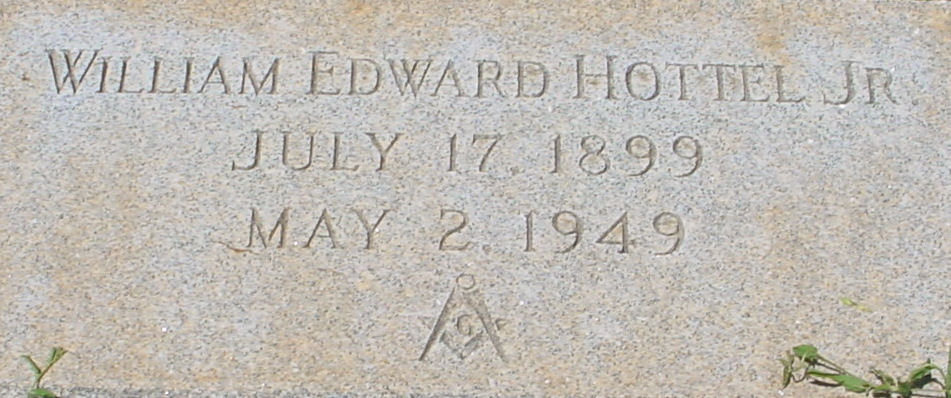 WILLIAM EDWARD HOTTEL JR
JULY 17, 1899
MAY 2, 1949
G